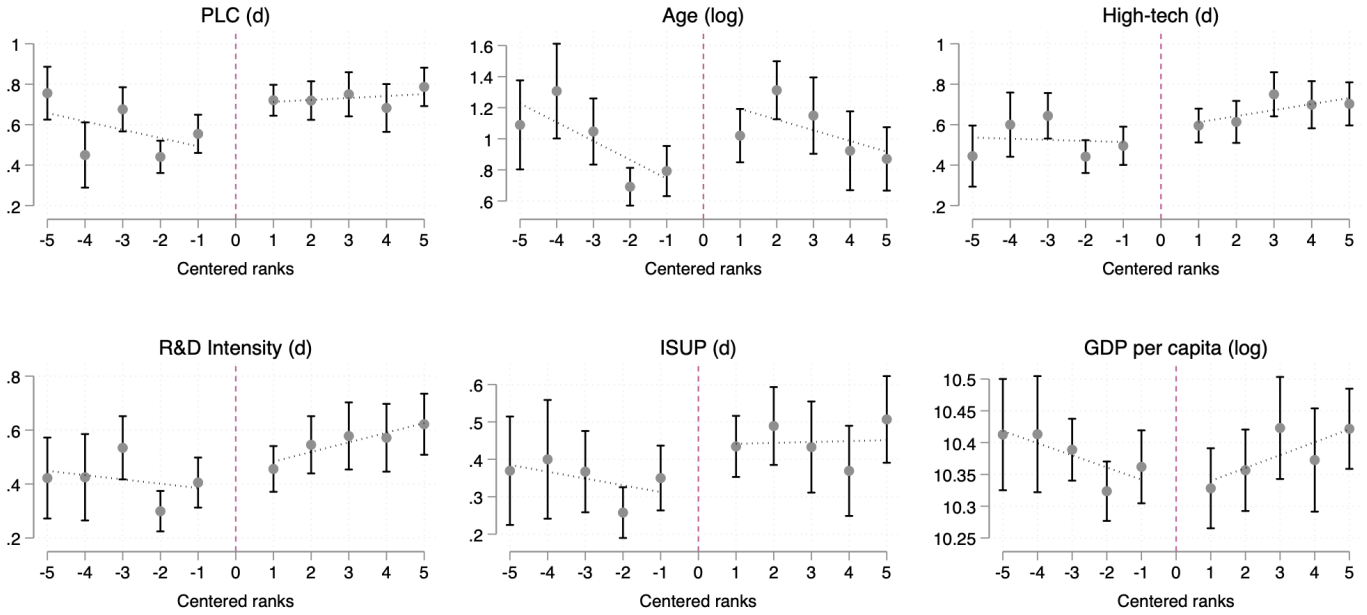 PLC (d)
1
.8
.6
.4
.2
-5 -4 -3 -2 -1 0 1 2 3 4 5
Centered ranks
Age (log)
1.6
1.4
1.2
1
.8
.6
-5 -4 -3 -2 -1 0 1 2 3 4 5
Centered ranks
High-tech (d)
1
.8
.6
.4
.2
-5 -4 -3 -2 -1 0 1 2 3 4 5
Centered ranks
R&D Intensity (d)
.8
.6
.4
.2
-5 -4 -3 -2 -1 0 1 2 3 4 5
Centered ranks
ISUP (d)
.6
.5
.4
.3
.2
-5 -4 -3 -2 -1 0 1 2 3 4 5
Centered ranks
GDP per capita (log)
10.5
10.45
10.4
10.35
10.3
10.25
-5 -4 -3 -2 -1 0 1 2 3 4 5
Centered ranks